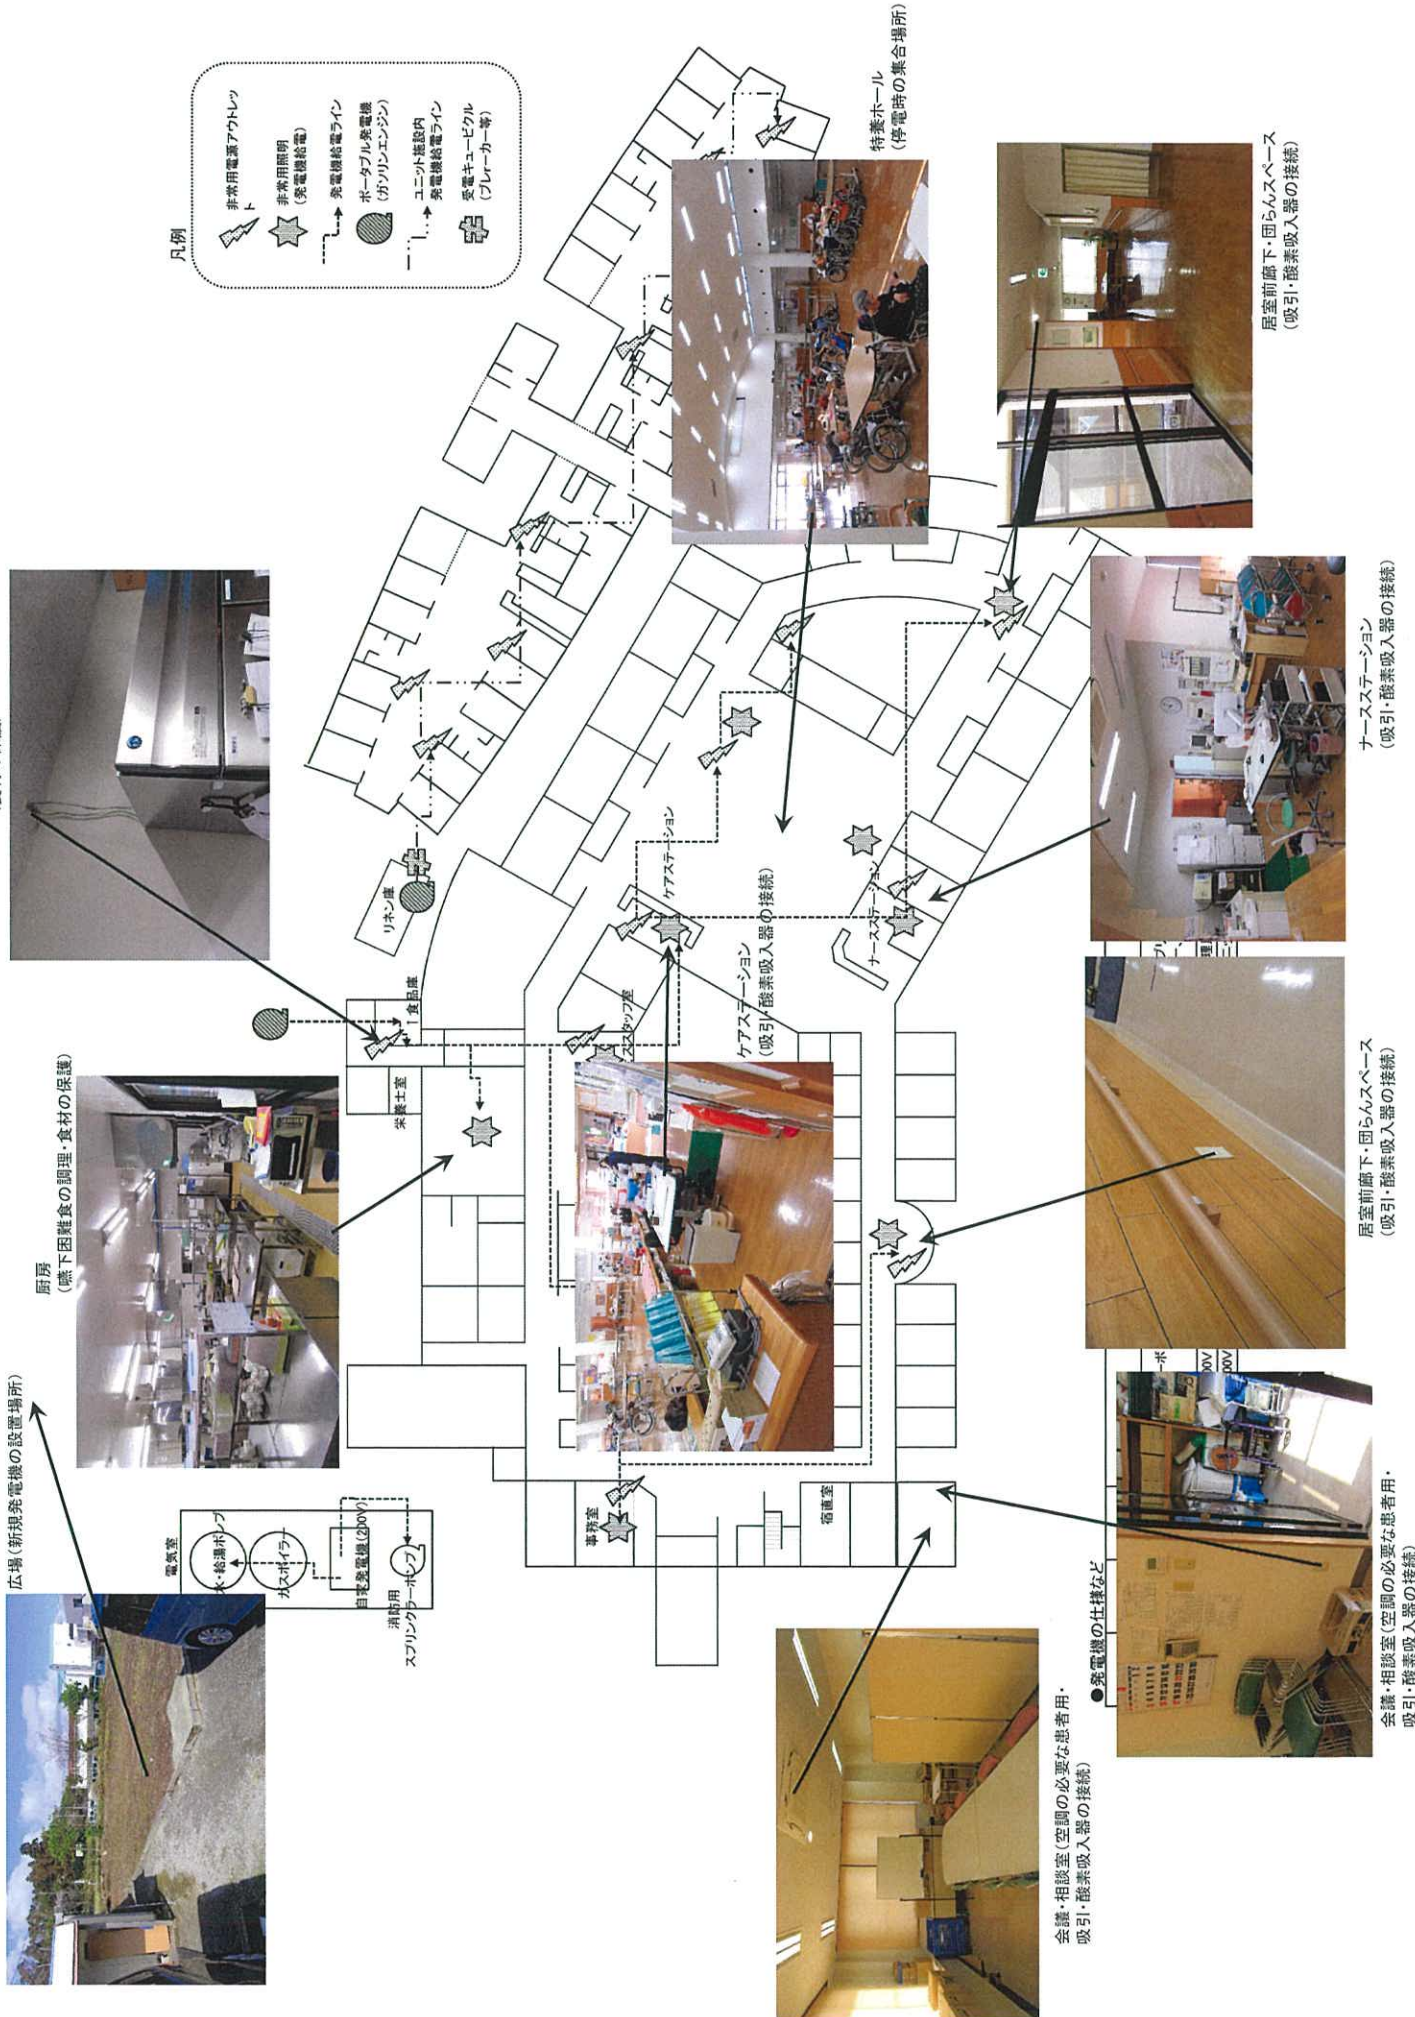 広場(新規発電機の設置場所)
厨房
(嚥下困難食の調理・食材の保護)
凡例
非常用電源アウトレッ
ト
非常用照明
(発電機給電)
発電機給電ライン
ポータブル発電機
(ガソリンエンジン)
ユニット施設内
発電機給電ライン
受電キュービクル
(ブレーカー等)
電気室
水・給湯ポンプ
ガスボイラー
自家発電機(200V)
消防用
スプリンクラーポンプ
栄養士室
↑食品庫
リネン庫
事務室
宿直室
スタッフ室
ケアステーション
ナースステーション
ケアステーション
(吸引・酸素吸入器の接続)
特養ホール
(停電時の集合場所)
居室前廊下・団らんスペース
(吸引・酸素吸入器の接続)
ナースステーション
(吸引・酸素吸入器の接続)
居室前廊下・団らんスペース
(吸引・酸素吸入器の接続)
●発電機の仕様など
会議・相談室(空調の必要な患者用・
吸引・酸素吸入器の接続)
会議・相談室(空調の必要な患者用・
吸引・酸素吸入器の接続)